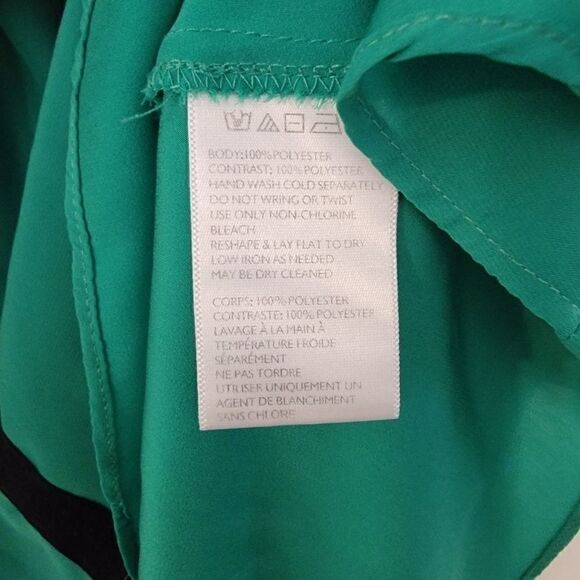 BODY:100% POLYESTER
CONTRAST: 100% POLYESTER
HAND WASH COLD SEPARATELY
DO NOT WRING OR TWIST
USE ONLY NON-CHLORINE
BLEACH
RESHAPE & LAY FLAT TO DRY
LOW IRON AS NEEDED
MAY BE DRY CLEANED
CORPS: 100% POLYESTER
CONTRASTE: 100% POLYESTER
LAVAGE À LA MAIN À
TEMPÉRATURE FROIDE
SÉPARÉMENT
NE PAS TORDRE
UTILISER UNIQUEMENT UN
AGENT DE BLANCHIMENT
SANS CHLORE